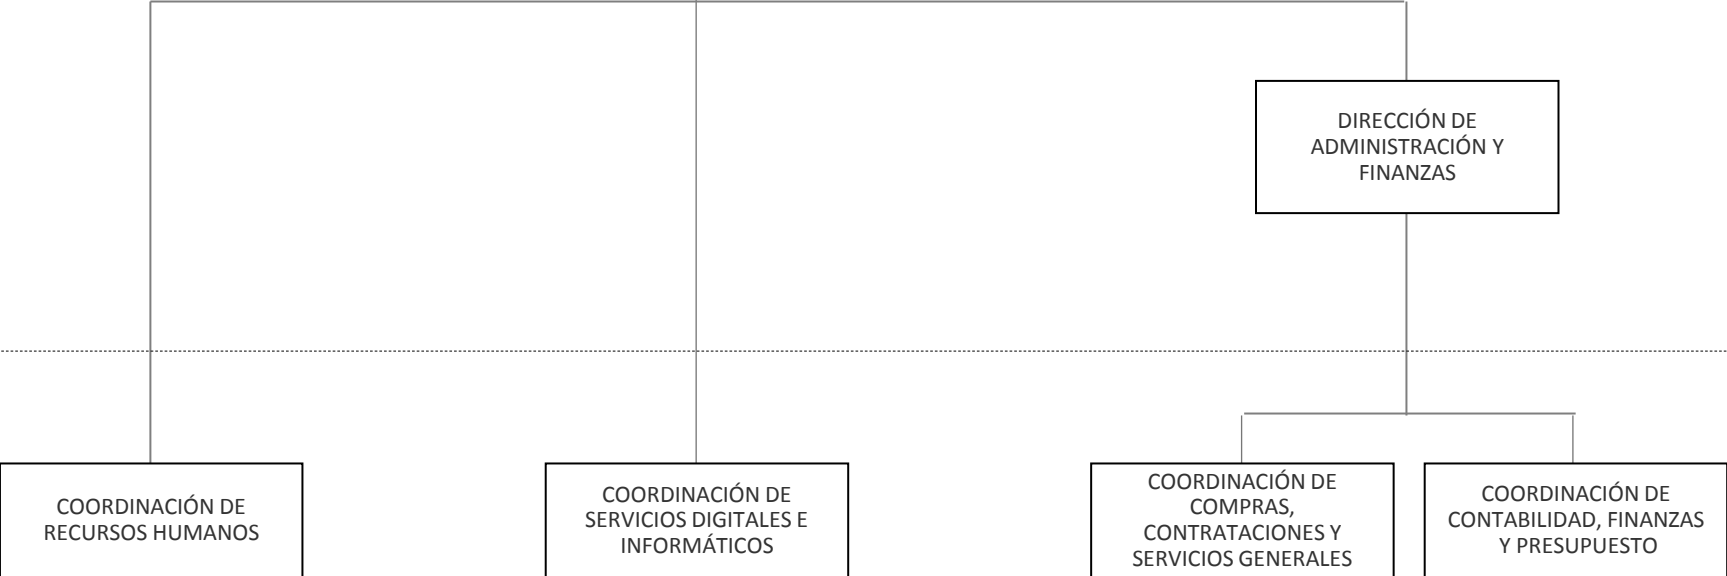 DIRECCIÓN DE
ADMINISTRACIÓN Y
FINANZAS
COORDINACIÓN DE
RECURSOS HUMANOS
COORDINACIÓN DE
SERVICIOS DIGITALES E
INFORMÁTICOS
COORDINACIÓN DE
COMPRAS,
CONTRATACIONES Y
SERVICIOS GENERALES
COORDINACIÓN DE
CONTABILIDAD, FINANZAS
Y PRESUPUESTO